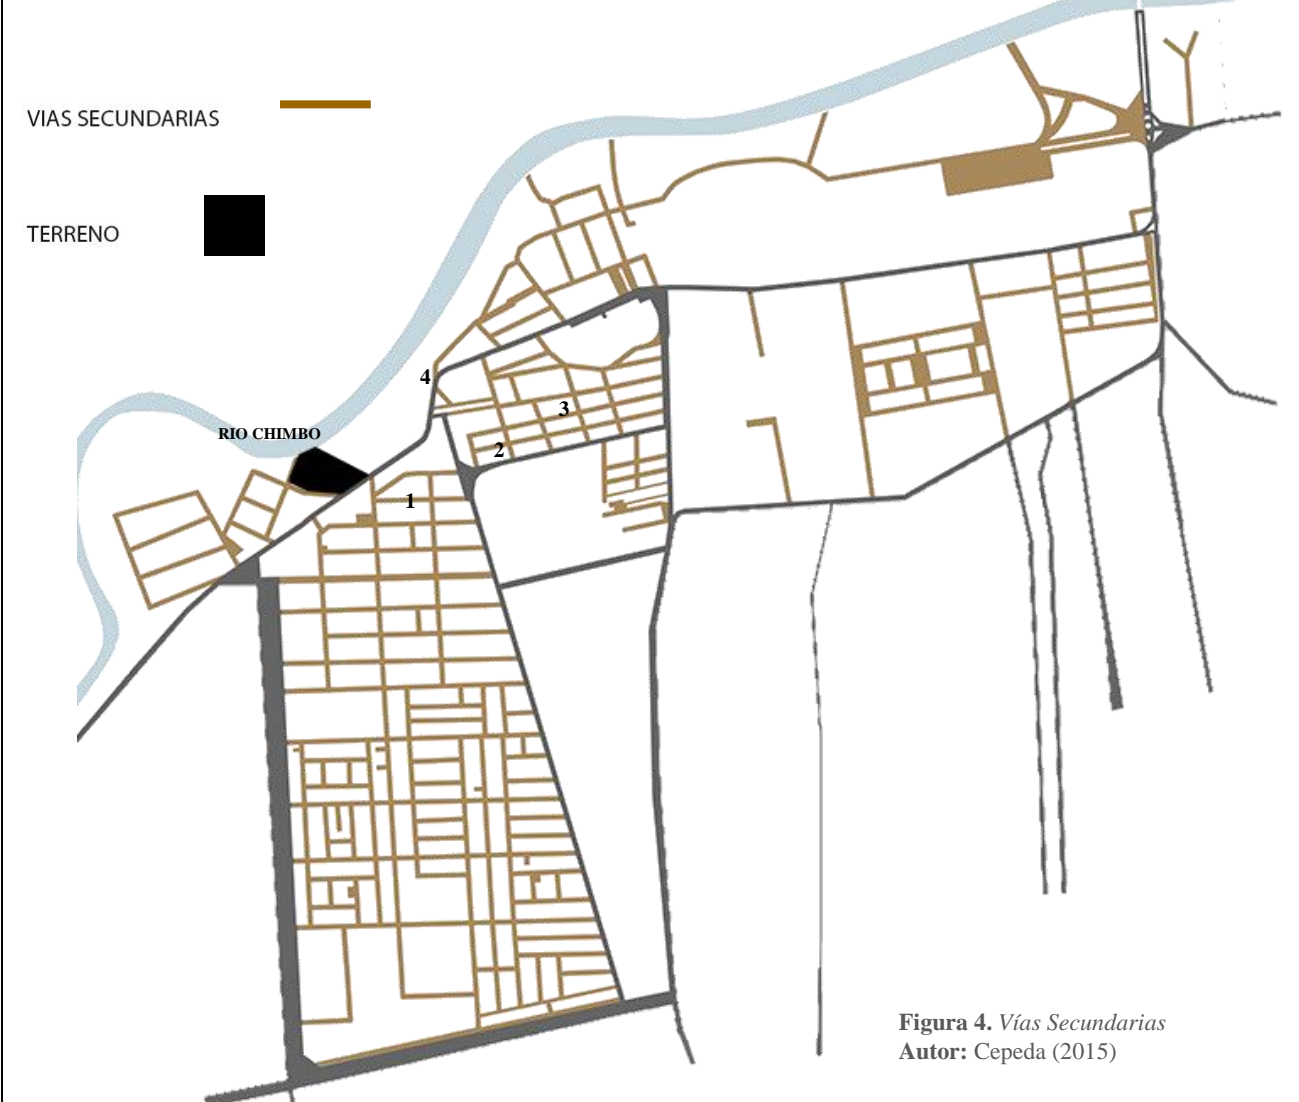 VIAS SECUNDARIAS
TERRENO
4
3
RIO CHIMBO
2
1
Figura 4. Vías Secundarias
Autor: Cepeda (2015)